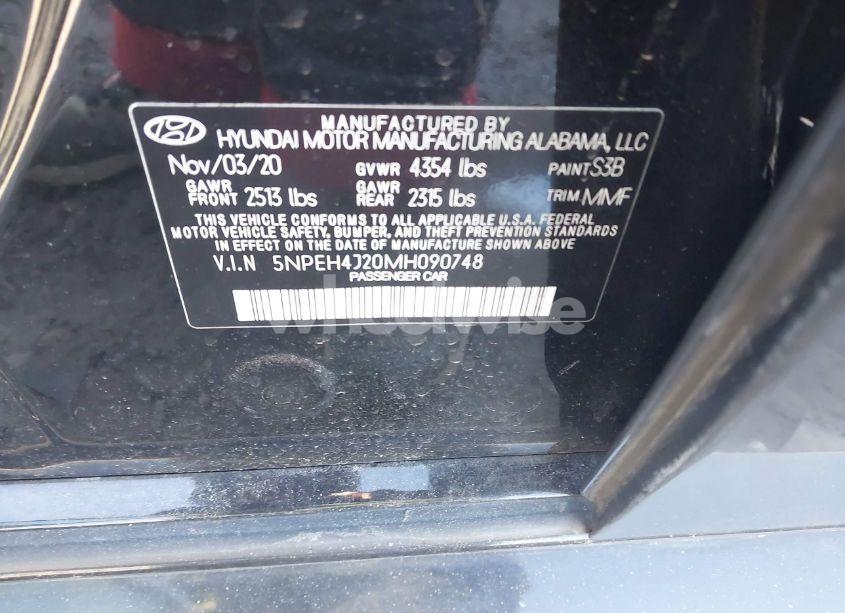 MANUFACTURED BY
HYUNDAI MOTOR MANUFACTURING ALABAMA, LLC
Nov/03/20 GVWR 4354 lbs PAINT S3B
GAWR FRONT 2513 lbs GAWR REAR 2315 lbs TRIM MMF
THIS VEHICLE CONFORMS TO ALL APPLICABLE U.S.A. FEDERAL
MOTOR VEHICLE SAFETY, BUMPER, AND THEFT PREVENTION STANDARDS
IN EFFECT ON THE DATE OF MANUFACTURE SHOWN ABOVE
V.I.N 5NPEH4J20MH090748
PASSENGER CAR
wheelwise